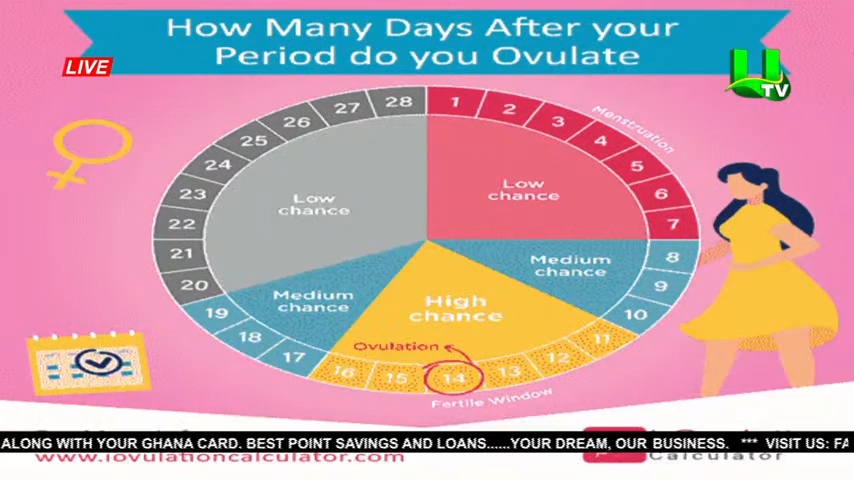 How Many Days After your
Period do you Ovulate
LIVE
U
TV
1
2
3
4
5
6
7
8
9
10
11
12
13
14
15
16
17
18
19
20
21
22
23
24
25
26
27
28
Menstruation
Low
chance
Low
chance
Medium
chance
Medium
chance
High
chance
Ovulation
Fertile Window
ALONG WITH YOUR GHANA CARD. BEST POINT SAVINGS AND LOANS......YOUR DREAM, OUR BUSINESS. *** VISIT US: FA
www.iovulationcalculator.com
Calculator